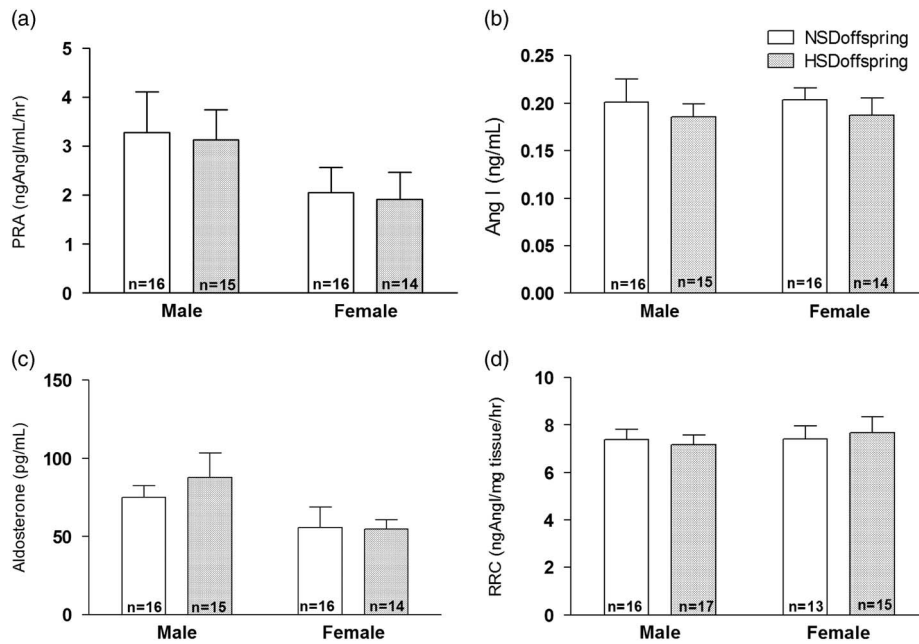 (a)
PRA (ngAngI/mL/hr)
5
4
3
2
1
0
n=16
n=15
n=16
n=14
Male
Female
(b)
NSDoffspring
HSDoffspring
Ang I (ng/mL)
0.25
0.20
0.15
0.10
0.05
0.00
n=16
n=15
n=16
n=14
Male
Female
(c)
Aldosterone (pg/mL)
150
100
50
0
n=16
n=15
n=16
n=14
Male
Female
(d)
RRC (ngAngI/mg tissue/hr)
10
8
6
4
2
0
n=16
n=17
n=13
n=15
Male
Female